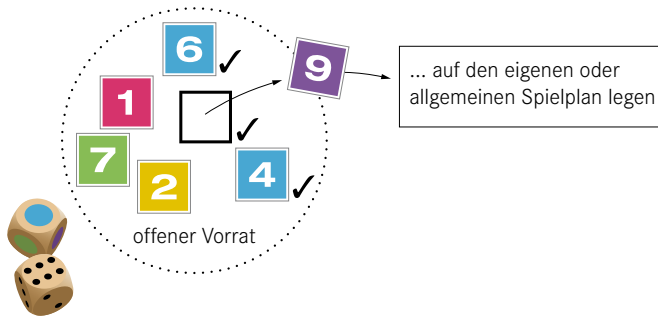 6
9
... auf den eigenen oder
allgemeinen Spielplan legen
1
7
2
4
offener Vorrat